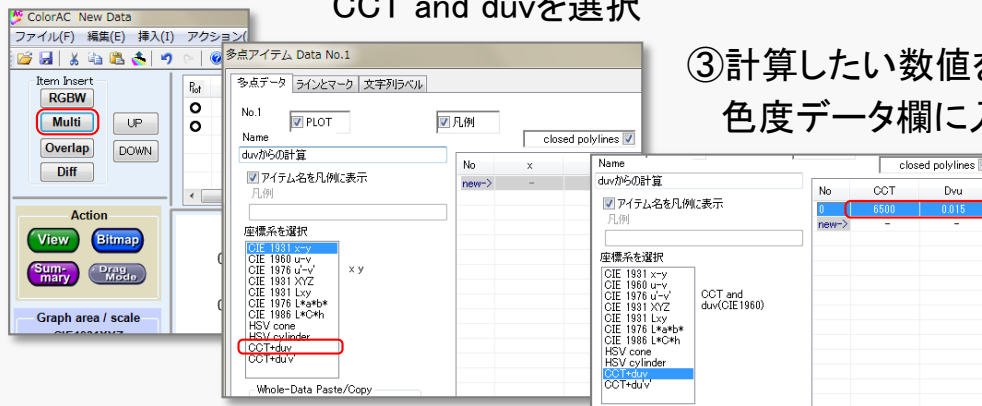 CCT and duvを選択
ColorAC New Data
ファイル(F) 編集(E) 挿入(I) アクション(
Item Insert
RGBW
Multi
UP
Overlap
DOWN
Diff
Plot
Action
View
Bitmap
Sum-
mary
Drag
Mode
Graph area / scale
多点アイテム Data No.1
多点データ ラインとマーク 文字列ラベル
No.1
PLOT
凡例
Name
closed polylines
duvからの計算
アイテム名を凡例に表示
凡例
座標系を選択
CIE 1931 x-y
CIE 1960 u-v
CIE 1976 u'-v'
CIE 1931 XYZ
CIE 1931 Lxy
CIE 1976 L*a*b*
CIE 1986 L*C*h
HSV cone
HSV cylinder
CCT+duv
CCT+du'v'
x y
Whole-Data Paste/Copy
No x
new-> -
③計算したい数値を
色度データ欄に入
Name
closed polylines
duvからの計算
アイテム名を凡例に表示
凡例
座標系を選択
CIE 1931 x-y
CIE 1960 u-v
CIE 1976 u'-v'
CIE 1931 XYZ
CIE 1931 Lxy
CIE 1976 L*a*b*
CIE 1986 L*C*h
HSV cone
HSV cylinder
CCT+duv
CCT+du'v'
CCT and
duv(CIE1960)
No CCT Dvu
0 6500 0.015
new-> - -